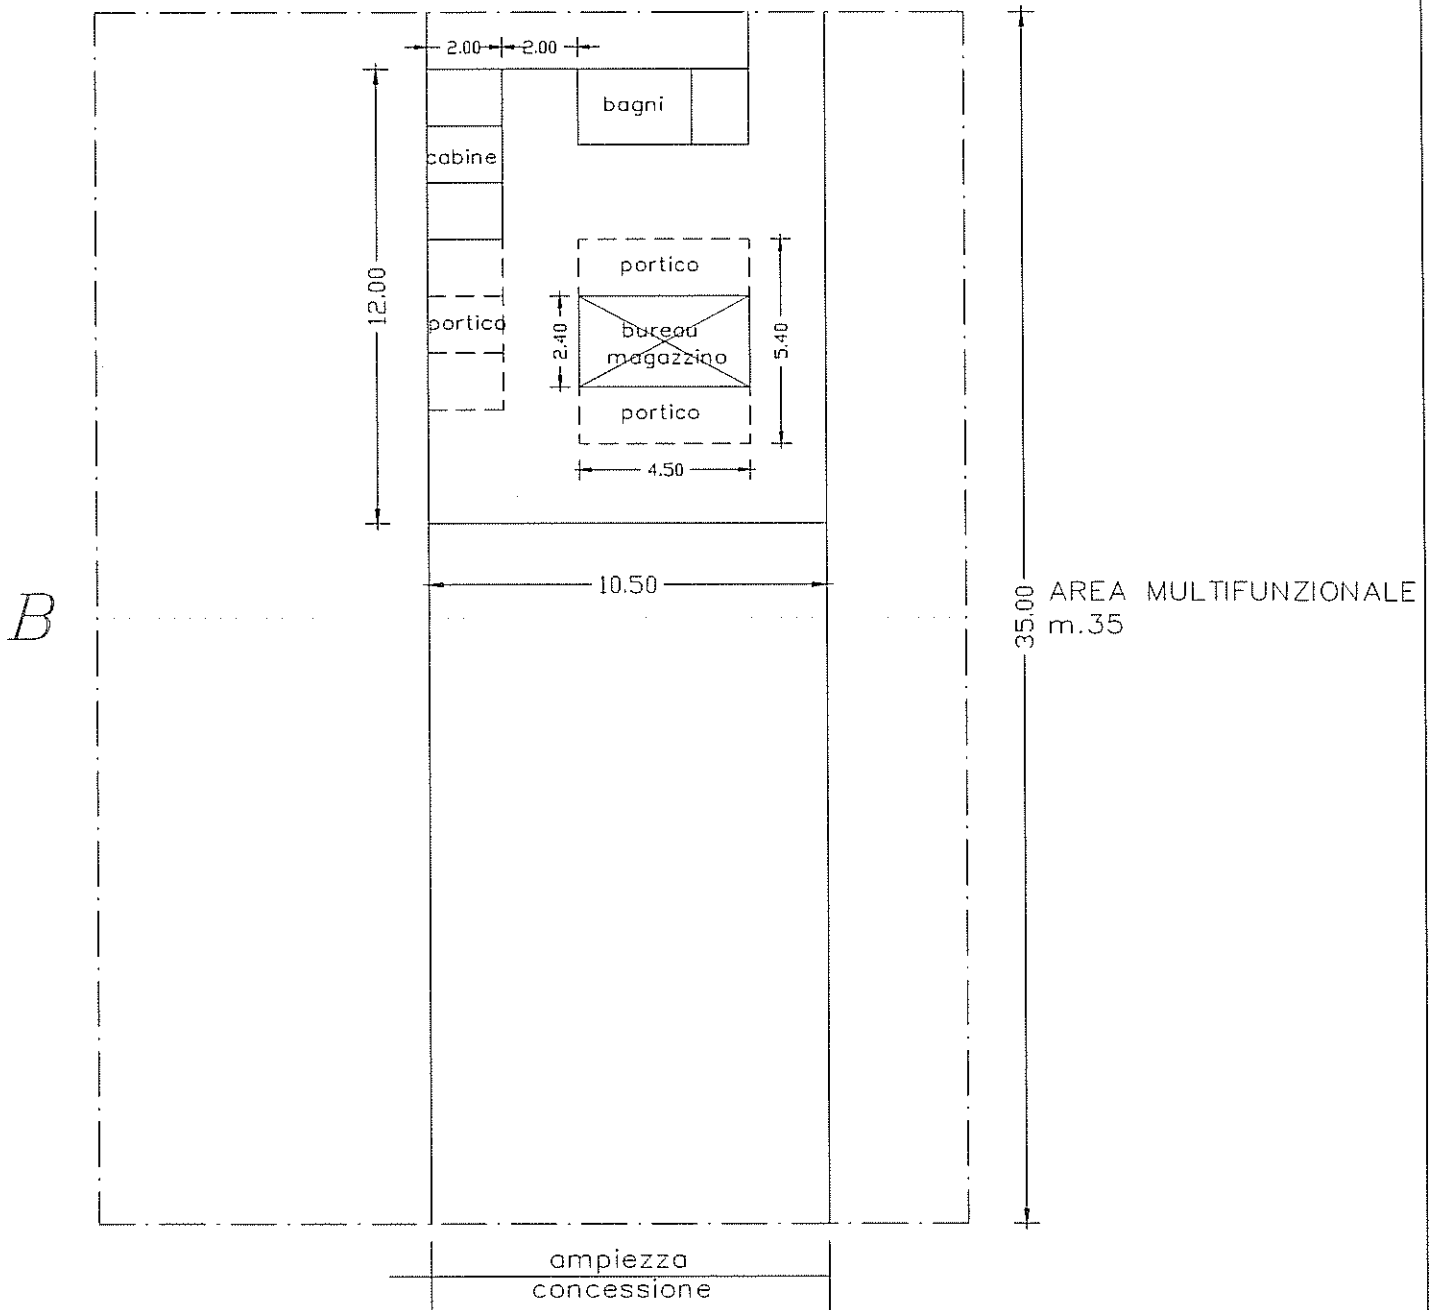 2.00 2.00
bagni
cabine
portico
12.00
portico
2.40
bureau
magazzino
5.40
portico
4.50
10.50
B
35.00
AREA MULTIFUNZIONALE
m.35
ampiezza
concessione